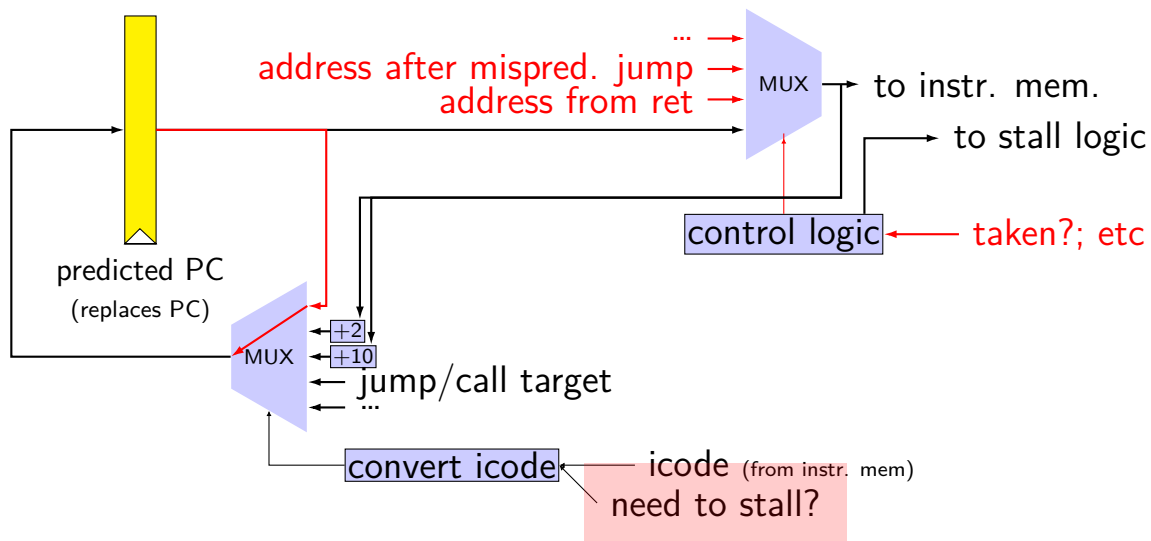 ...
address after mispred. jump
address from ret
MUX
to instr. mem.
to stall logic
control logic
taken?; etc
predicted PC
(replaces PC)
MUX
+2
+10
jump/call target
...
convert icode
icode (from instr. mem)
need to stall?